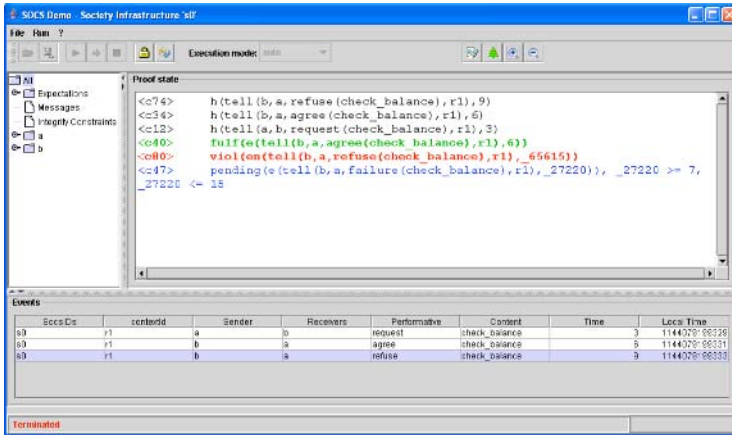 SOCS Demo - Society Infrastructure 's0'
File Run ?
Execution mode: auto
All
Expectations
Messages
Integrity Constraints
a
b
Proof state
<c74> h(tell(b,a,refuse(check_balance),r1),9)
<c34> h(tell(b,a,agree(check_balance),r1),6)
<c12> h(tell(a,b,request(check_balance),r1),3)
<c40> fulf(e(tell(b,a,agree(check_balance),r1),6))
<c80> viol(en(tell(b,a,refuse(check_balance),r1),_65615))
<c47> pending(e(tell(b,a,failure(check_balance),r1),_27220)), _27220 >= 7,
_27220 <= 15
Events
contextId Sender Receivers Performative Content Time Local Time
s0 r1 a b request check_balance 3
s0 r1 b a agree check_balance 6
s0 r1 b a refuse check_balance 9
Terminated